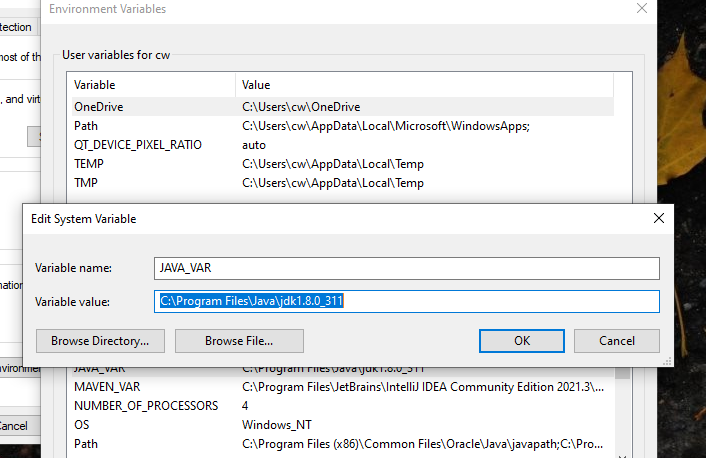 Environment Variables
tection
most of th
, and virtu
User variables for cw
Variable Value
OneDrive C:\Users\cw\OneDrive
Path C:\Users\cw\AppData\Local\Microsoft\WindowsApps;
QT_DEVICE_PIXEL_RATIO auto
TEMP C:\Users\cw\AppData\Local\Temp
TMP C:\Users\cw\AppData\Local\Temp
Edit System Variable
Variable name: JAVA_VAR
Variable value: C:\Program Files\Java\jdk1.8.0_311
Browse Directory... Browse File... OK Cancel
mation
nvironmen
Cancel
JAVA_VAR C:\Program Files\Java\jdk1.8.0_311
MAVEN_VAR C:\Program Files\JetBrains\IntelliJ IDEA Community Edition 2021.3\...
NUMBER_OF_PROCESSORS 4
OS Windows_NT
Path C:\Program Files (x86)\Common Files\Oracle\Java\javapath;C:\Pro...